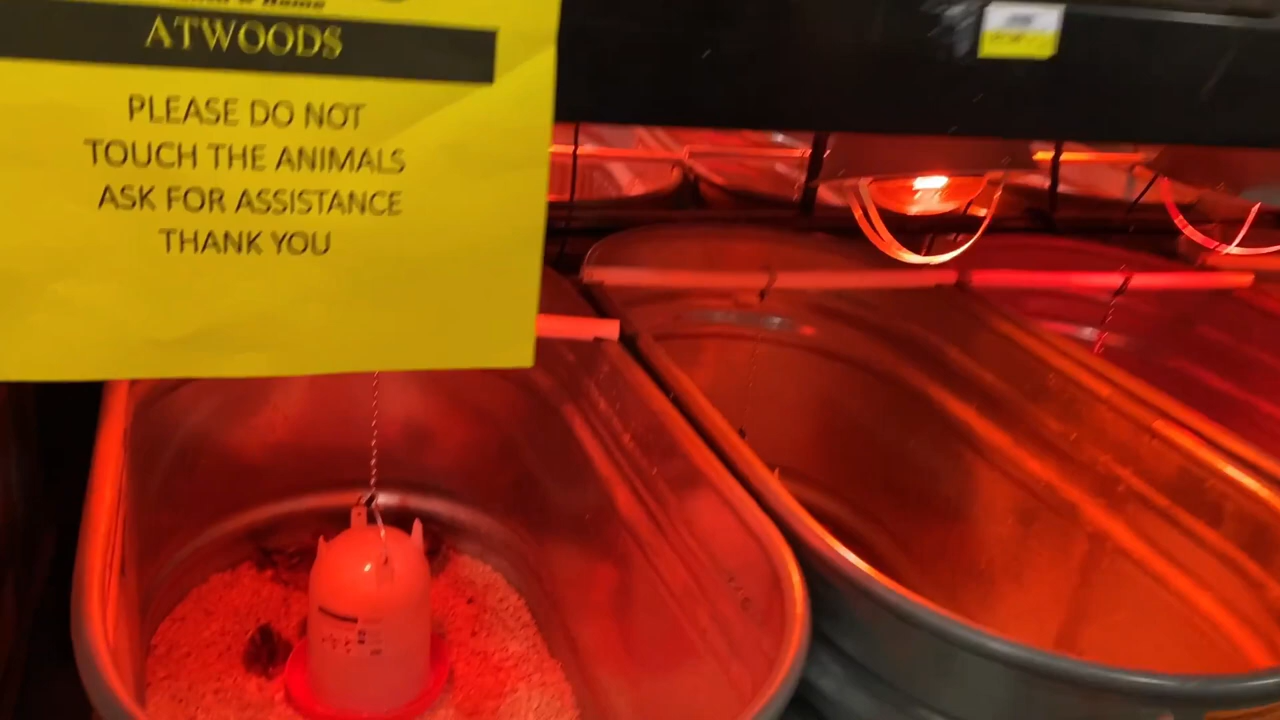 ATWOODS
PLEASE DO NOT
TOUCH THE ANIMALS
ASK FOR ASSISTANCE
THANK YOU